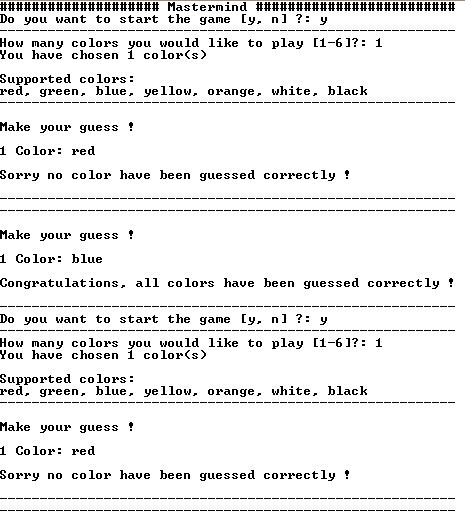 ################### Mastermind ########################
Do you want to start the game [y, n] ?: y
---------------------------------------------------------
How many colors you would like to play [1-6]?: 1
You have chosen 1 color(s)
Supported colors:
red, green, blue, yellow, orange, white, black
---------------------------------------------------------
Make your guess !
1 Color: red
Sorry no color have been guessed correctly !
---------------------------------------------------------
---------------------------------------------------------
Make your guess !
1 Color: blue
Congratulations, all colors have been guessed correctly !
---------------------------------------------------------
Do you want to start the game [y, n] ?: y
---------------------------------------------------------
How many colors you would like to play [1-6]?: 1
You have chosen 1 color(s)
Supported colors:
red, green, blue, yellow, orange, white, black
---------------------------------------------------------
Make your guess !
1 Color: red
Sorry no color have been guessed correctly !
---------------------------------------------------------
---------------------------------------------------------